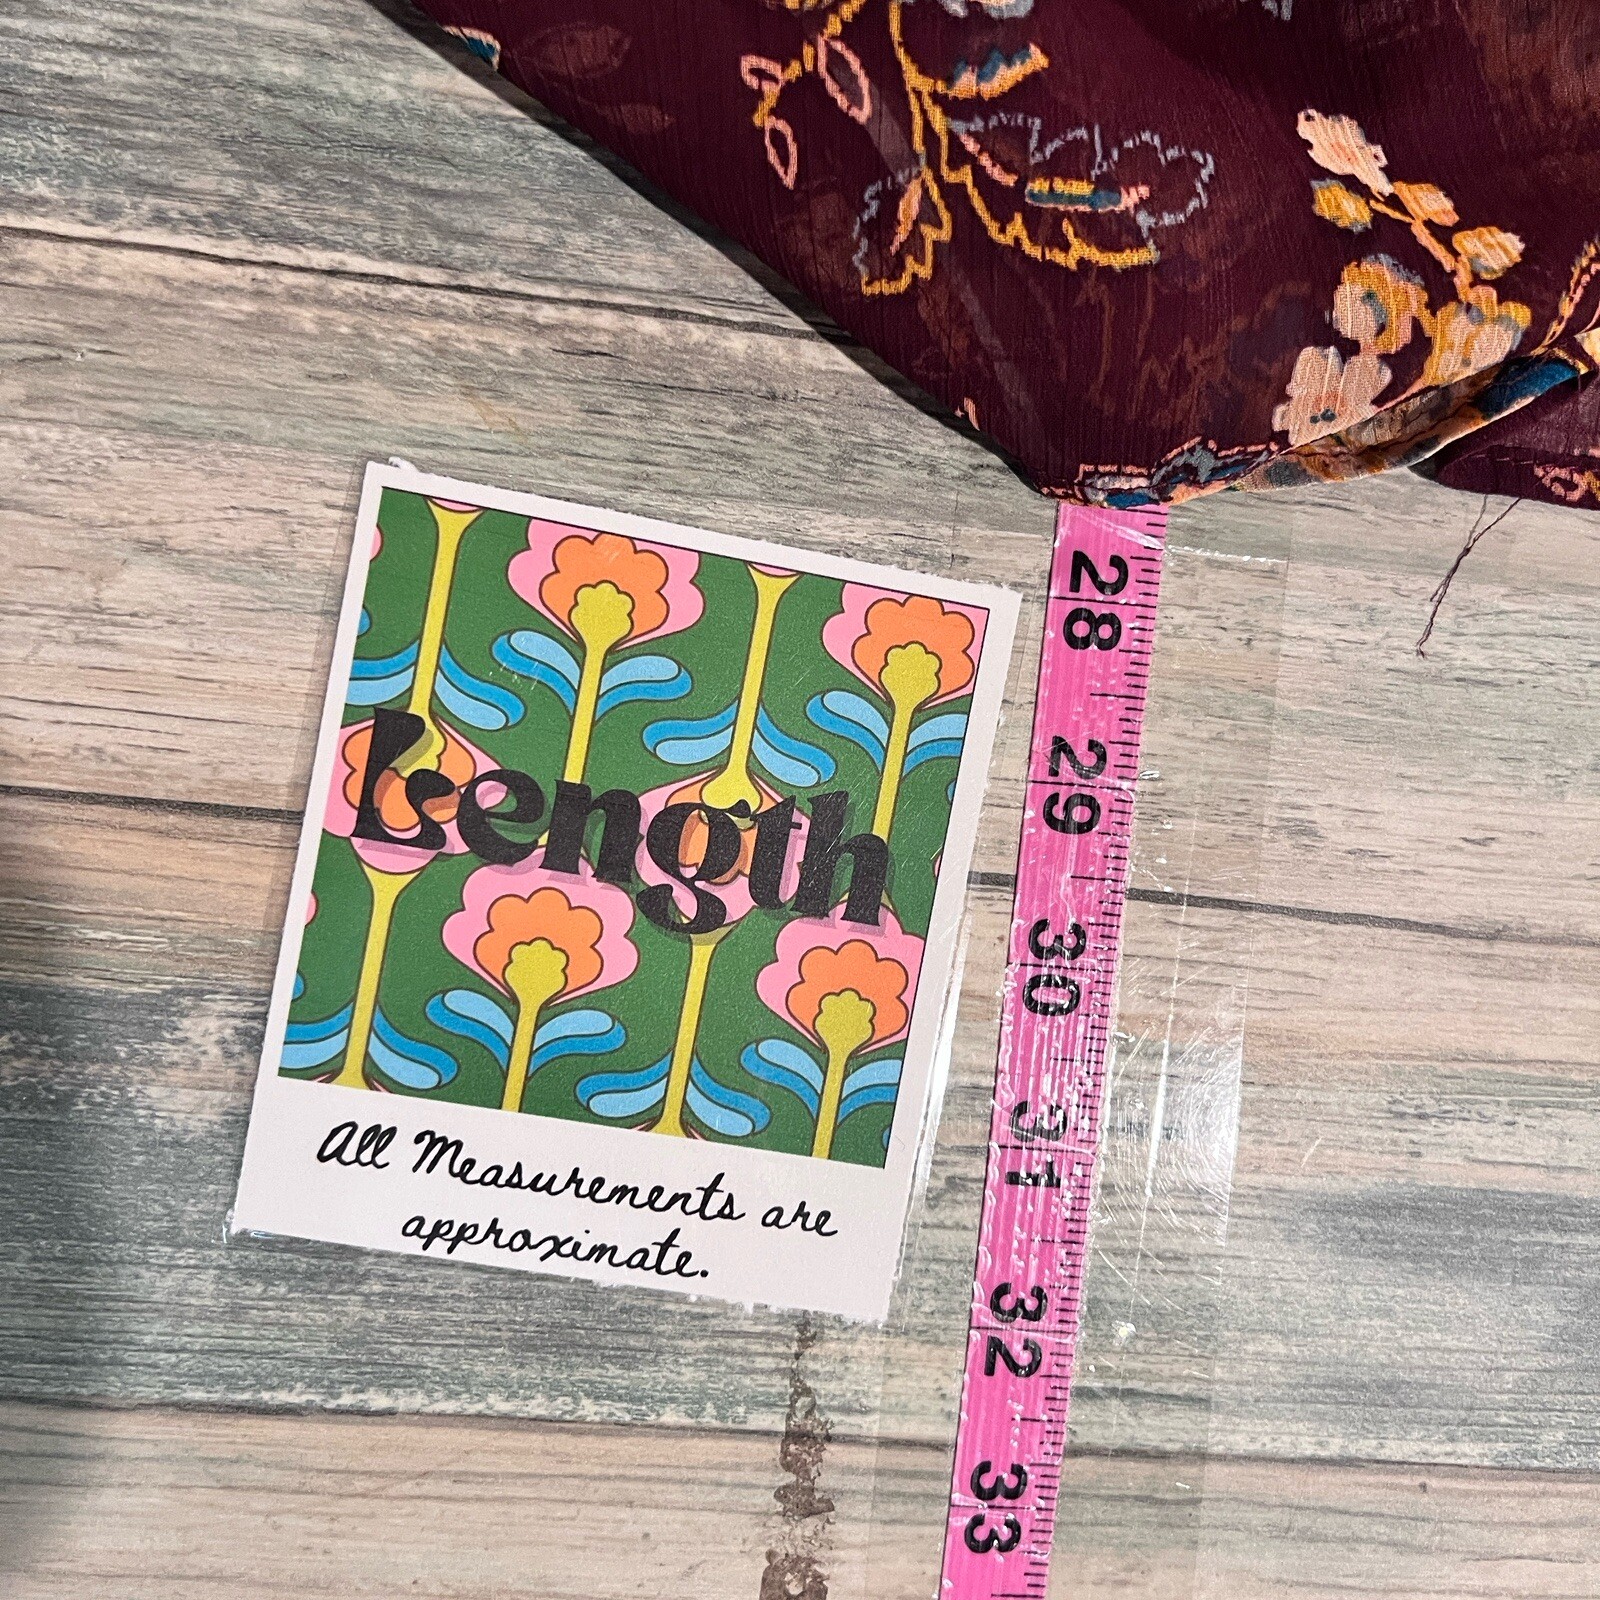 Length
All Measurements are
approximate.
28
29
30
31
32
33